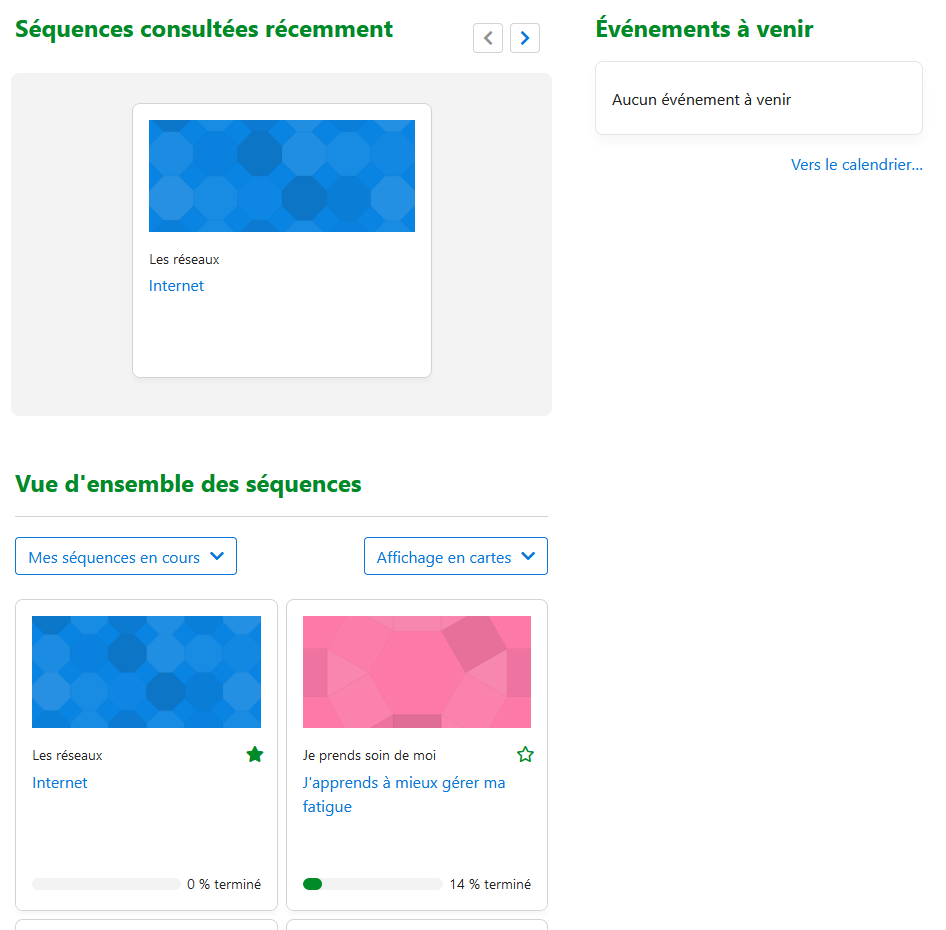 Séquences consultées récemment
Les réseaux
Internet
Événements à venir
Aucun événement à venir
Vers le calendrier...
Vue d'ensemble des séquences
Mes séquences en cours
Affichage en cartes
Les réseaux
Internet
0 % terminé
Je prends soin de moi
J'apprends à mieux gérer ma
fatigue
14 % terminé